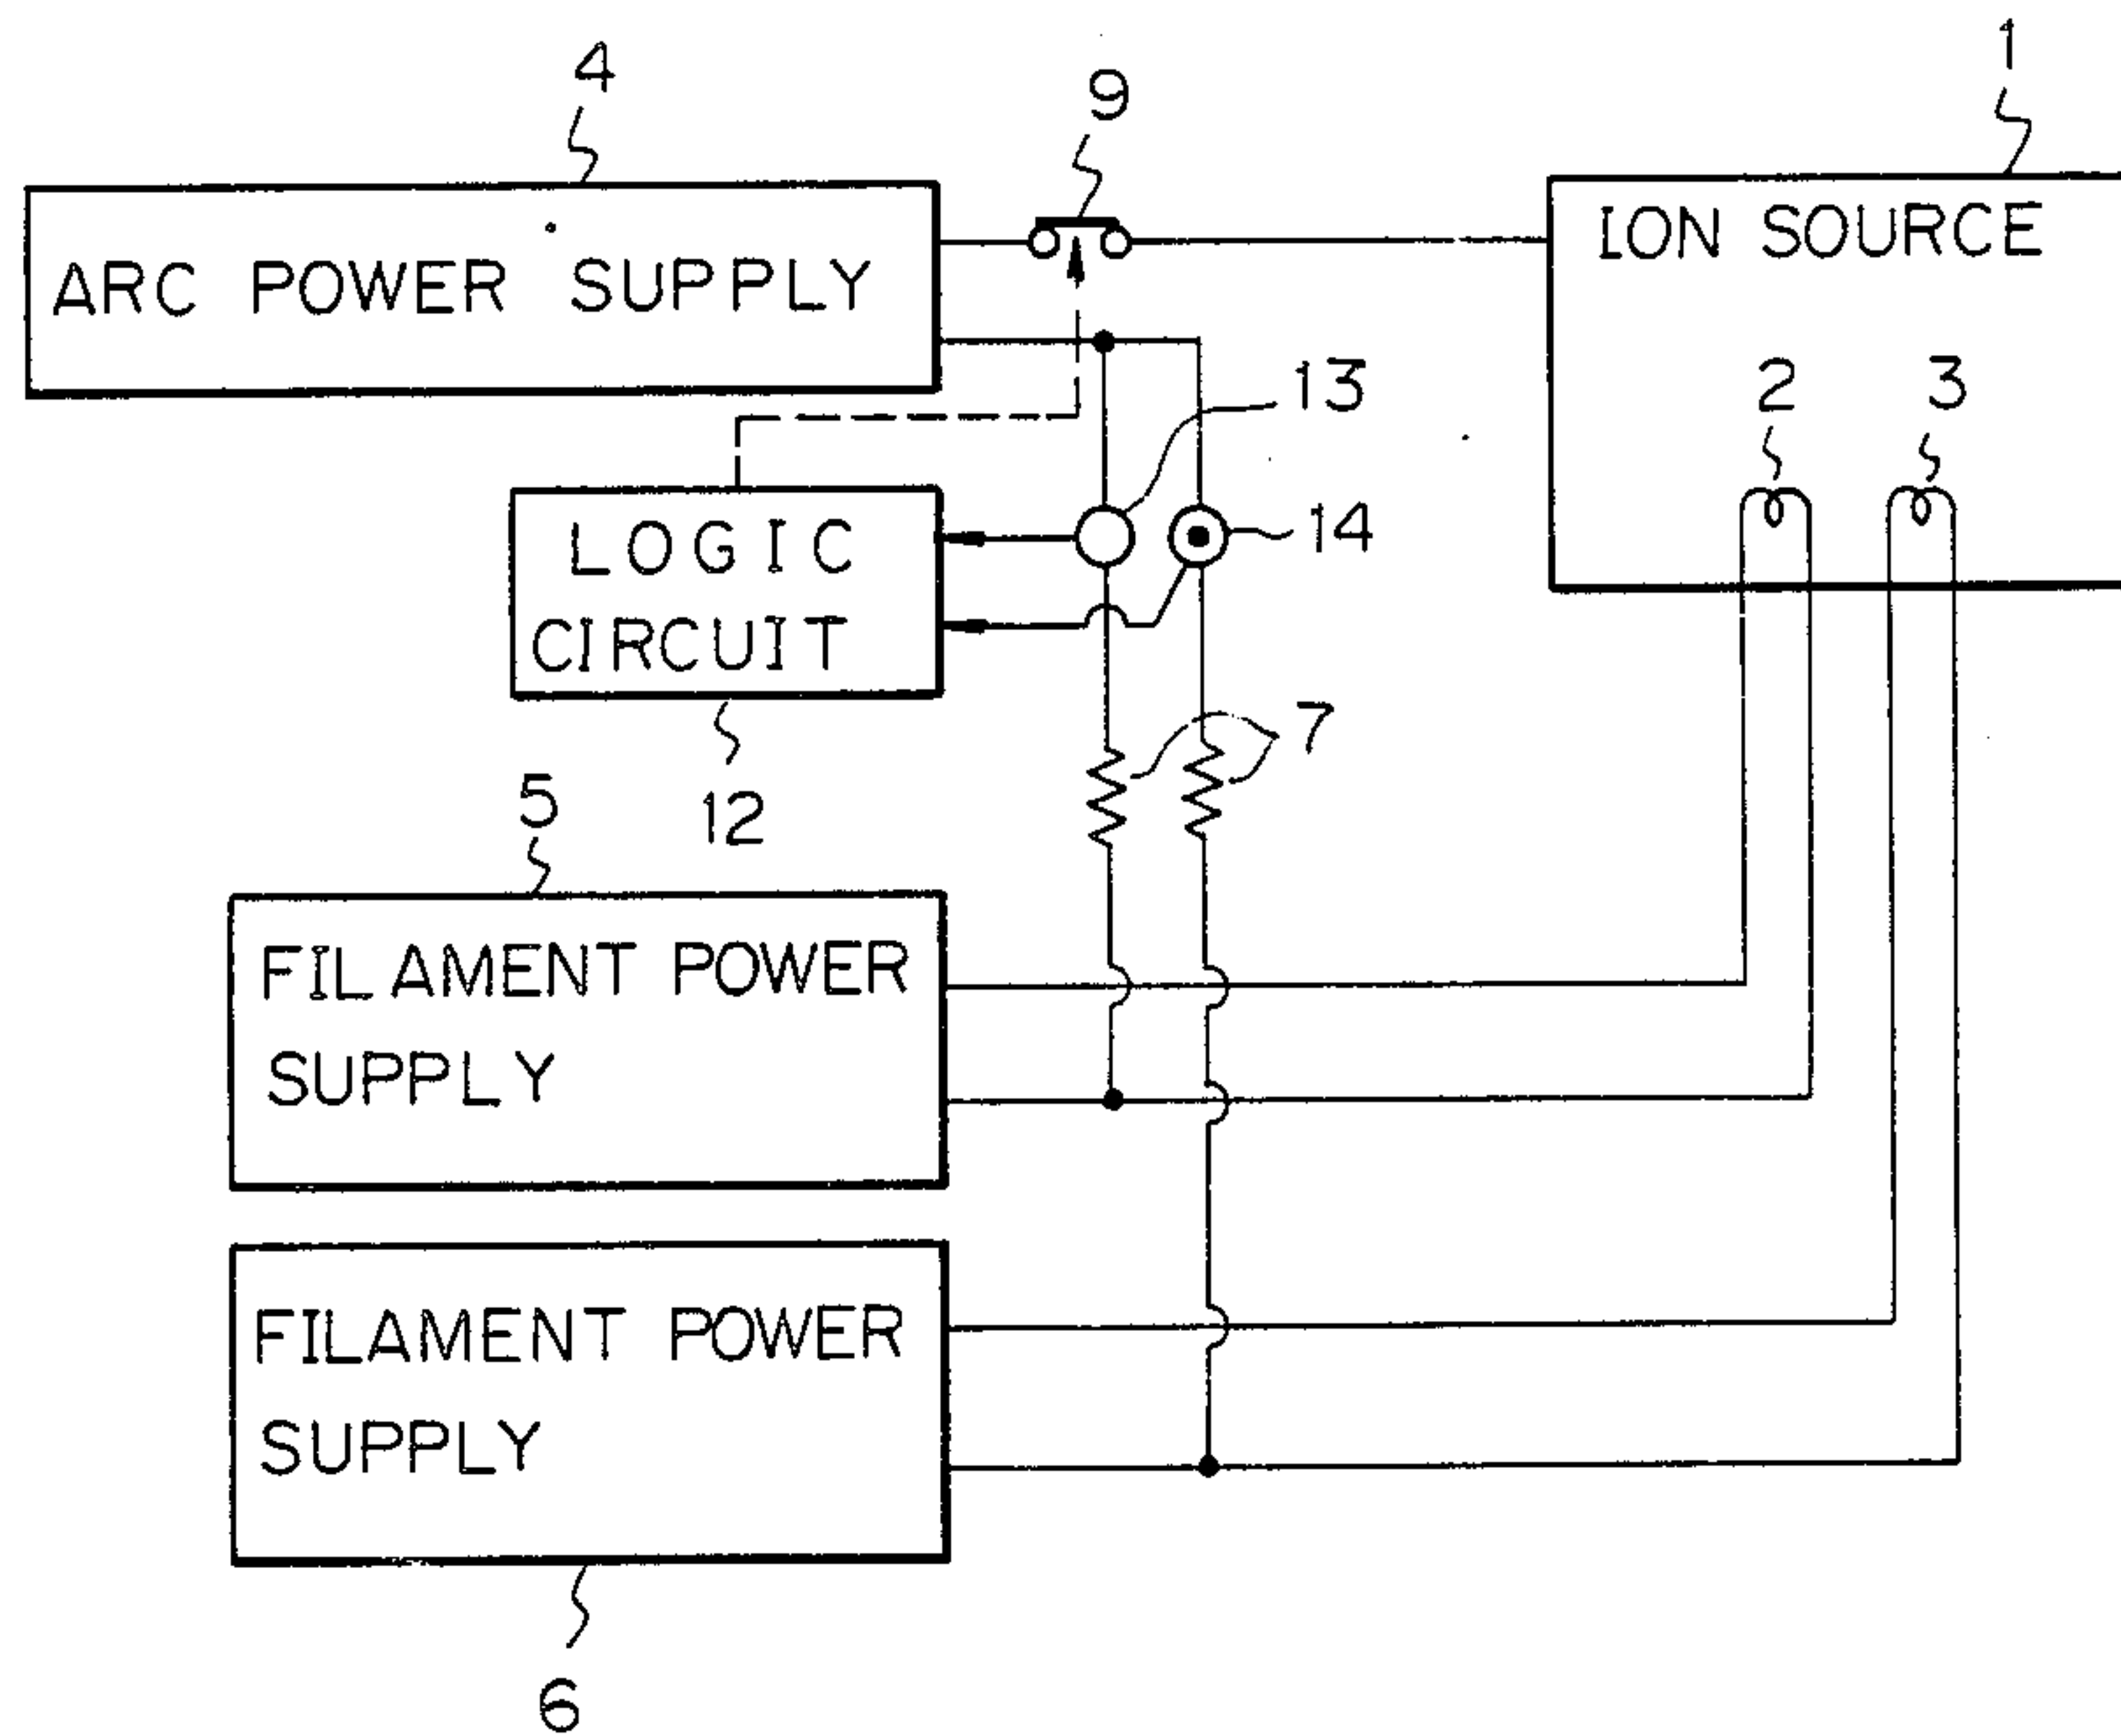 4
9
1
ARC POWER SUPPLY
ION SOURCE
13
2
3
LOGIC
CIRCUIT
14
7
12
5
FILAMENT POWER
SUPPLY
FILAMENT POWER
SUPPLY
6